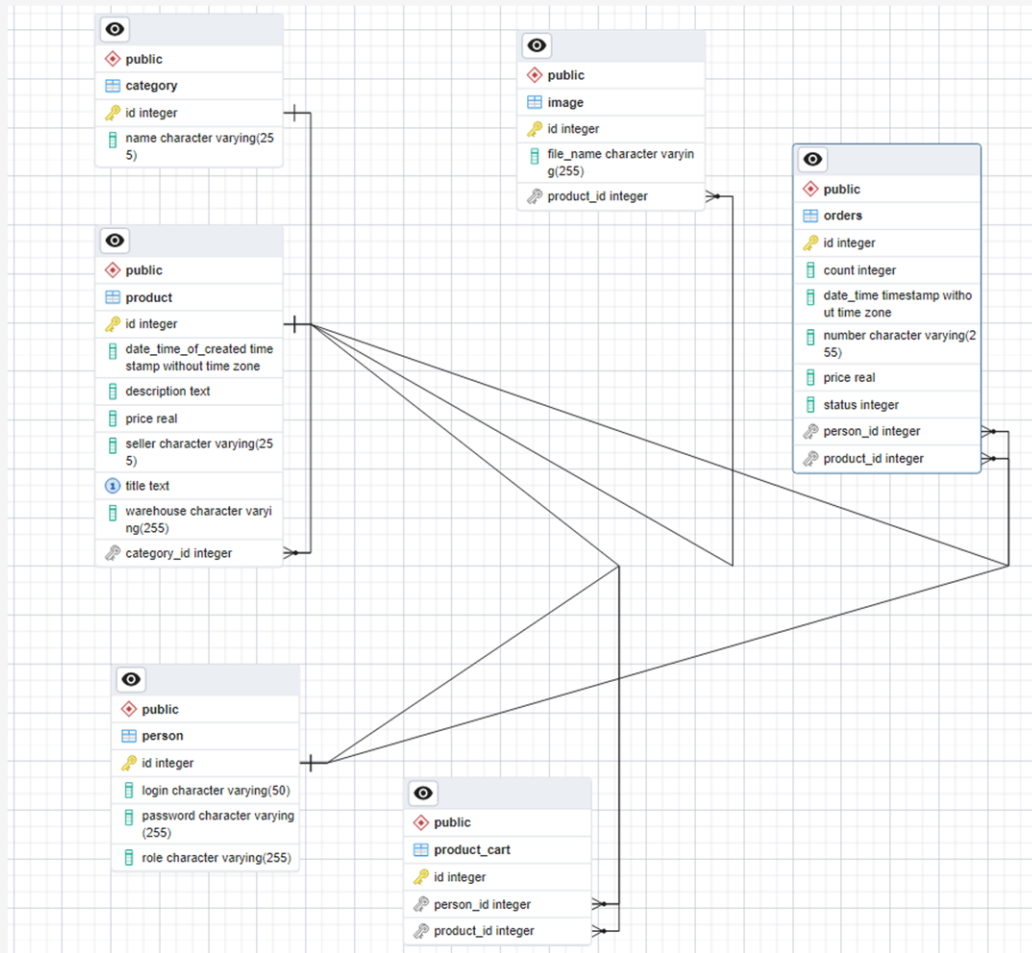 public
category
id integer
name character varying(25
5)
public
product
id integer
date_time_of_created time
stamp without time zone
description text
price real
seller character varying(25
5)
1 title text
warehouse character varyi
ng(255)
category_id integer
public
image
id integer
file_name character varyin
g(255)
product_id integer
public
orders
id integer
count integer
date_time timestamp witho
ut time zone
number character varying(2
55)
price real
status integer
person_id integer
product_id integer
public
person
id integer
login character varying(50)
password character varying
(255)
role character varying(255)
public
product_cart
id integer
person_id integer
product_id integer